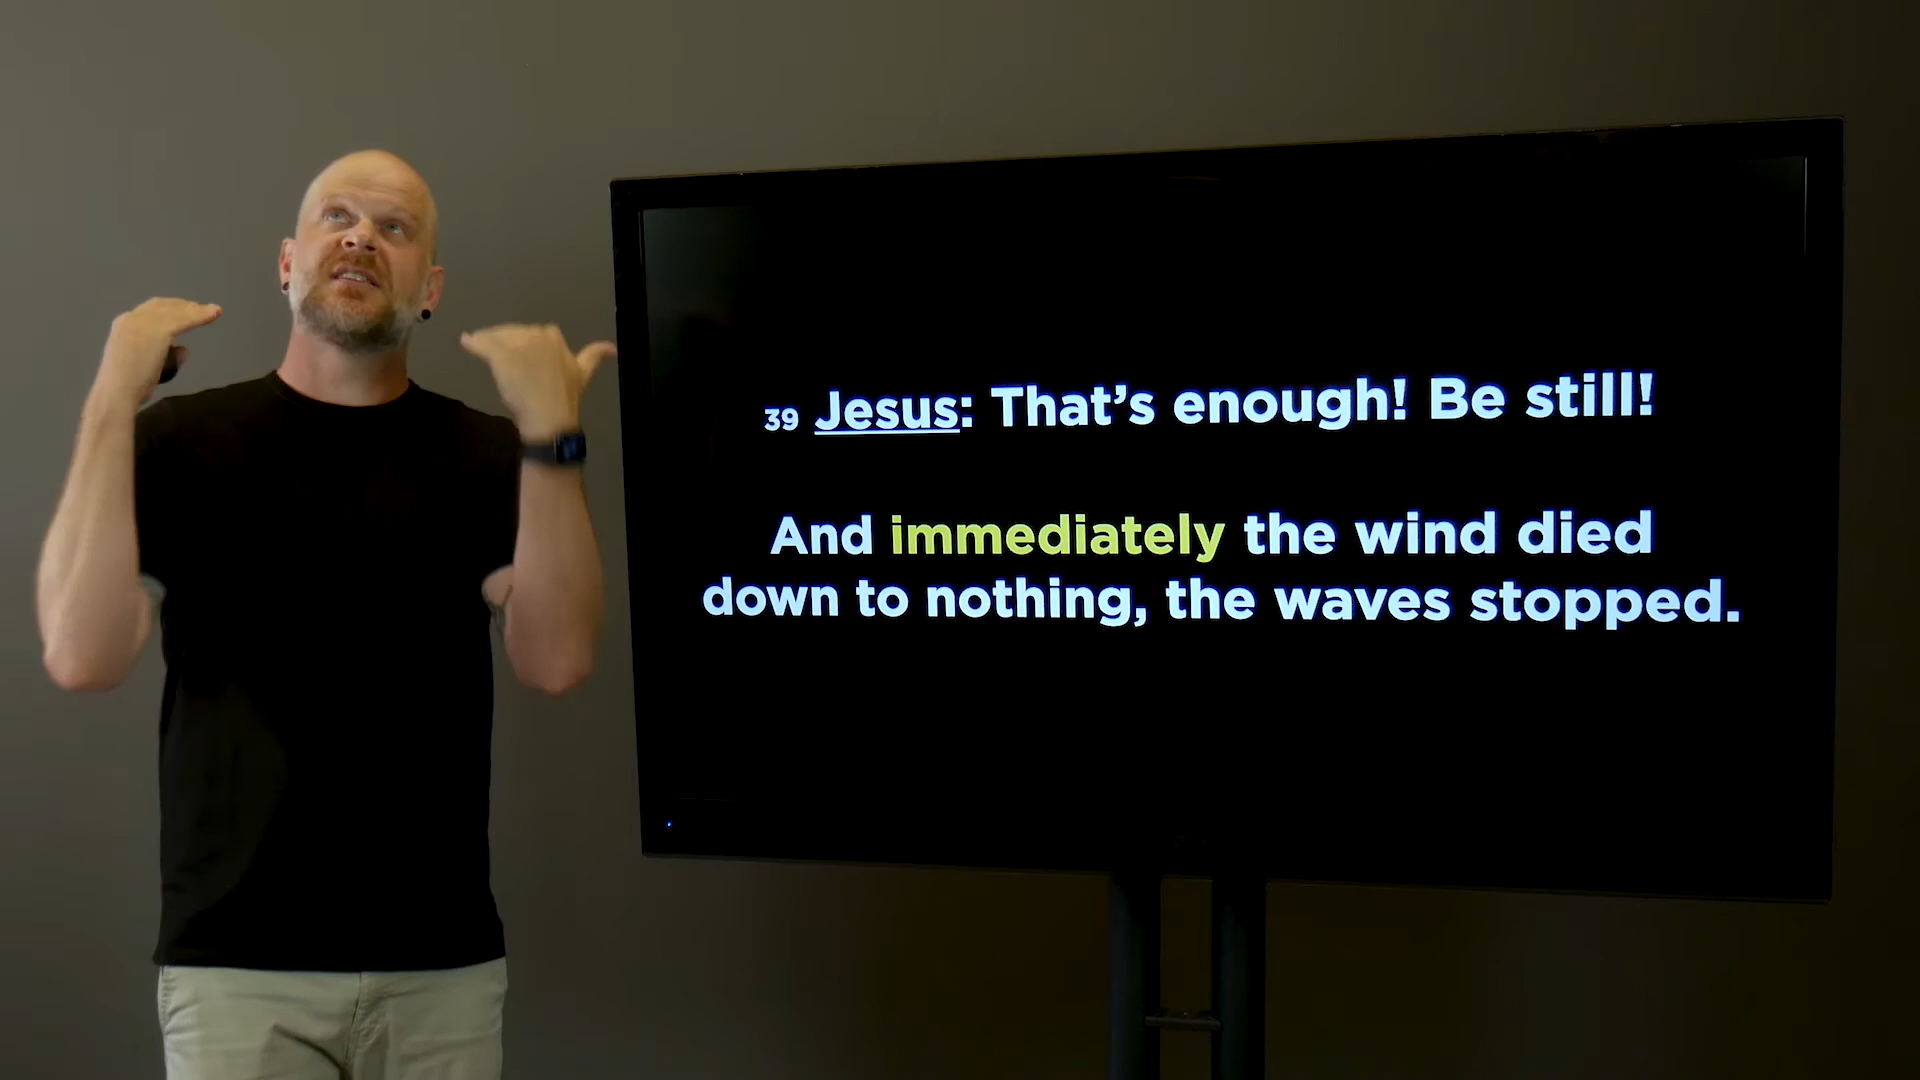 39 Jesus: That’s enough! Be still!
And immediately the wind died
down to nothing, the waves stopped.